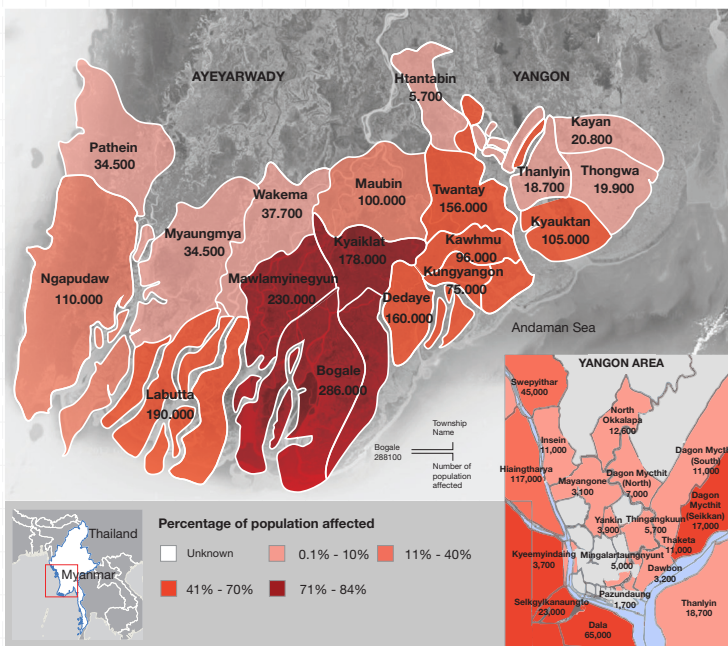 AYEYARWADY
YANGON
Htantabin
5.700
Pathein
34.500
Kayan
20.800
Thanlyin
18.700
Thongwa
19.900
Wakema
37.700
Maubin
100.000
Twantay
156.000
Kyauktan
105.000
Myaungmya
34.500
Kyaiklat
178.000
Kawhmu
96.000
Kungyangon
75.000
Ngapudaw
110.000
Mawlamyinegyun
230.000
Dedaye
160.000
Andaman Sea
Labutta
190.000
Bogale
286.000
Township
Name
Bogale
288100
Number of
population
affected
YANGON AREA
Swepyithar
45,000
North
Okkalapa
12,600
Insein
11,000
Dagon Mycthit
(South)
11,000
Hiaingtharya
117,000
Mayangone
3,100
Dagon Mycthit
(North)
7,000
Dagon
Mycthit
(Seikkan)
17,000
Yankin
3,900
Thingangkuun
5,700
Thaketa
11,000
Kyeemyindaing
3,700
Mingalartaungnyunt
5,000
Dawbon
3,200
Pazundaung
1,700
Selkgylkanaungto
23,000
Thanlyin
18,700
Dala
65,000
Thailand
Myanmar
Percentage of population affected
Unknown
0.1% - 10%
11% - 40%
41% - 70%
71% - 84%